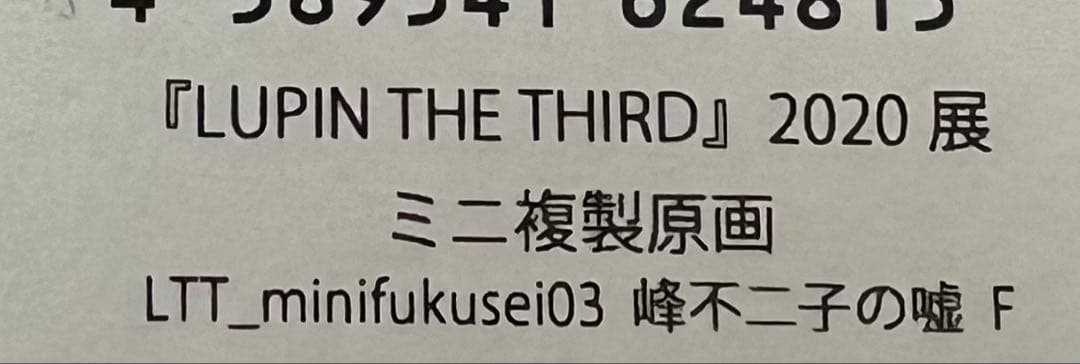 『LUPIN THE THIRD』 2020 展
ミニ複製原画
LTT_minifukusei03 峰不二子の嘘 F